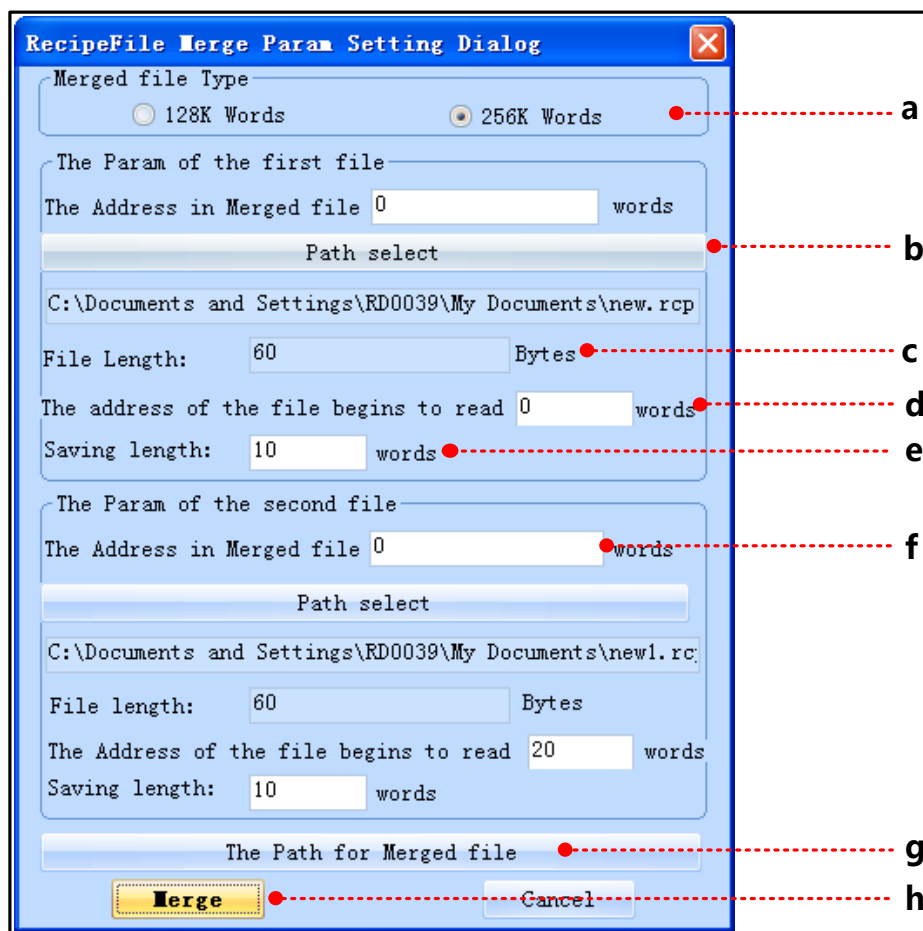 RecipeFile Merge Param Setting Dialog
Merged file Type
128K Words 256K Words a
The Param of the first file
The Address in Merged file 0 words
Path select b
C:\Documents and Settings\RD0039\My Documents\new.rcp
File Length: 60 Bytes c
The address of the file begins to read 0 words d
Saving length: 10 words e
The Param of the second file
The Address in Merged file 0 words f
Path select
C:\Documents and Settings\RD0039\My Documents\new1.rc
File length: 60 Bytes
The Address of the file begins to read 20 words
Saving length: 10 words
The Path for Merged file g
Merge Cancel h